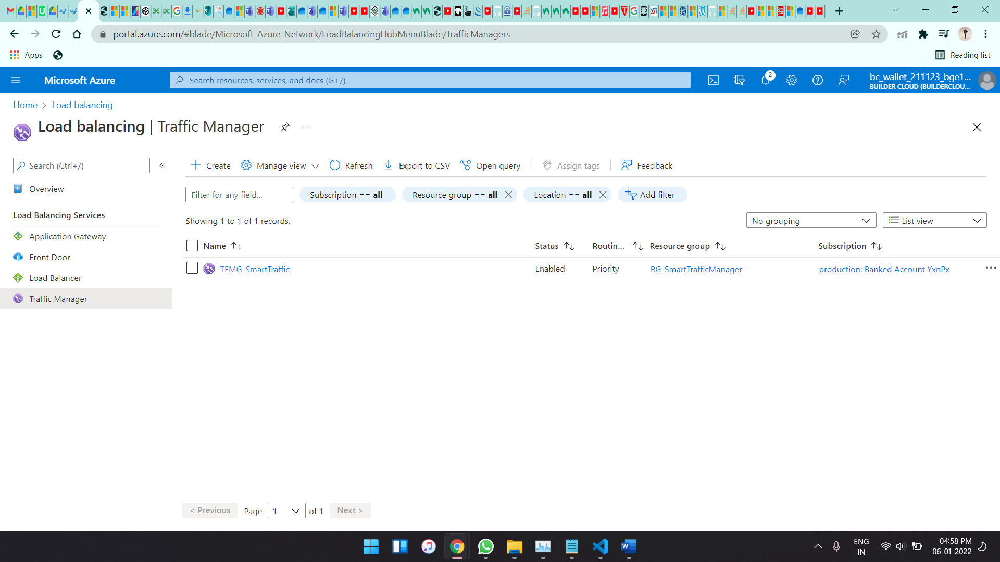 portal.azure.com/#blade/Microsoft_Azure_Network/LoadBalancingHubMenuBlade/TrafficManagers
Apps
Reading list
Microsoft Azure
Search resources, services, and docs (G+/)
2
bc_wallet_211123_bge1...
BUILDER CLOUD (BUILDERCLOU...
Home > Load balancing
Load balancing | Traffic Manager
...
Search (Ctrl+/)
«
Create
Manage view
Refresh
Export to CSV
Open query
Assign tags
Feedback
Overview
Filter for any field...
Subscription == all
Resource group == all
Location == all
Add filter
Load Balancing Services
Showing 1 to 1 of 1 records.
No grouping
List view
Application Gateway
Front Door
Load Balancer
Traffic Manager
Name
Status
Routin...
Resource group
Subscription
TFMG-SmartTraffic
Enabled
Priority
RG-SmartTrafficManager
production: Banked Account YxnPx
...
< Previous
Page
1
of 1
Next >
ENG
IN
04:58 PM
06-01-2022